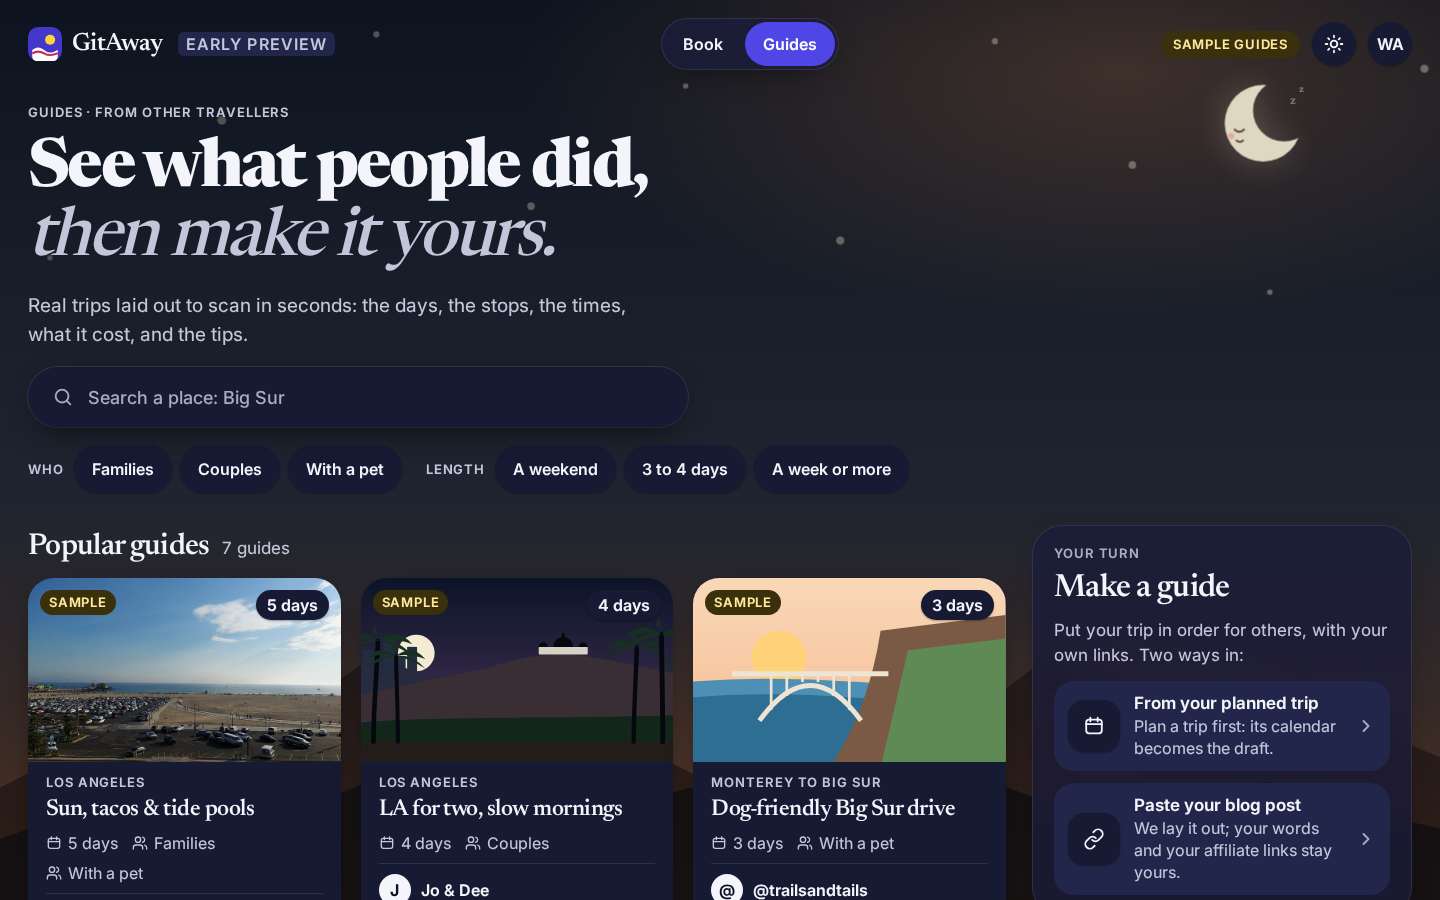 GitAway
EARLY PREVIEW
Book
Guides
SAMPLE GUIDES
WA
GUIDES · FROM OTHER TRAVELLERS
See what people did,
then make it yours.
z
z
Real trips laid out to scan in seconds: the days, the stops, the times,
what it cost, and the tips.
Search a place: Big Sur
WHO
Families
Couples
With a pet
LENGTH
A weekend
3 to 4 days
A week or more
Popular guides
7 guides
SAMPLE
5 days
LOS ANGELES
Sun, tacos & tide pools
5 days
Families
With a pet
SAMPLE
4 days
LOS ANGELES
LA for two, slow mornings
4 days
Couples
J
Jo & Dee
SAMPLE
3 days
MONTEREY TO BIG SUR
Dog-friendly Big Sur drive
3 days
With a pet
@
@trailsandtails
YOUR TURN
Make a guide
Put your trip in order for others, with your
own links. Two ways in:
From your planned trip
Plan a trip first: its calendar
becomes the draft.
Paste your blog post
We lay it out; your words
and your affiliate links stay
yours.